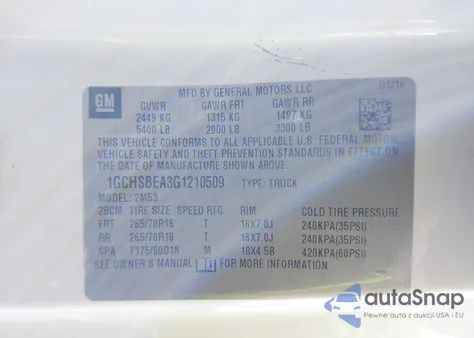 01/16
GM
MFD BY GENERAL MOTORS LLC
GVWR GAWR FRT GAWR RR
2449 KG 1315 KG 1497 KG
5400 LB 2900 LB 3300 LB
THIS VEHICLE CONFORMS TO ALL APPLICABLE U.S. FEDERAL MOTOR
VEHICLE SAFETY AND THEFT PREVENTION STANDARDS IN EFFECT ON
THE DATE OF MANUFACTURE SHOWN ABOVE.
1GCHSBEA3G1210509 TYPE: TRUCK
MODEL: 2M53
2BCM TIRE SIZE SPEED RTG RIM COLD TIRE PRESSURE
FRT 265/70R16 T 16X7.0J 240KPA(35PSI)
RR 265/70R16 T 16X7.0J 240KPA(35PSI)
SPA T175/90D18 M 18X4.5B 420KPA(60PSI)
SEE OWNER'S MANUAL FOR MORE INFORMATION
autaSnap
Pewne auta z aukcji USA i EU